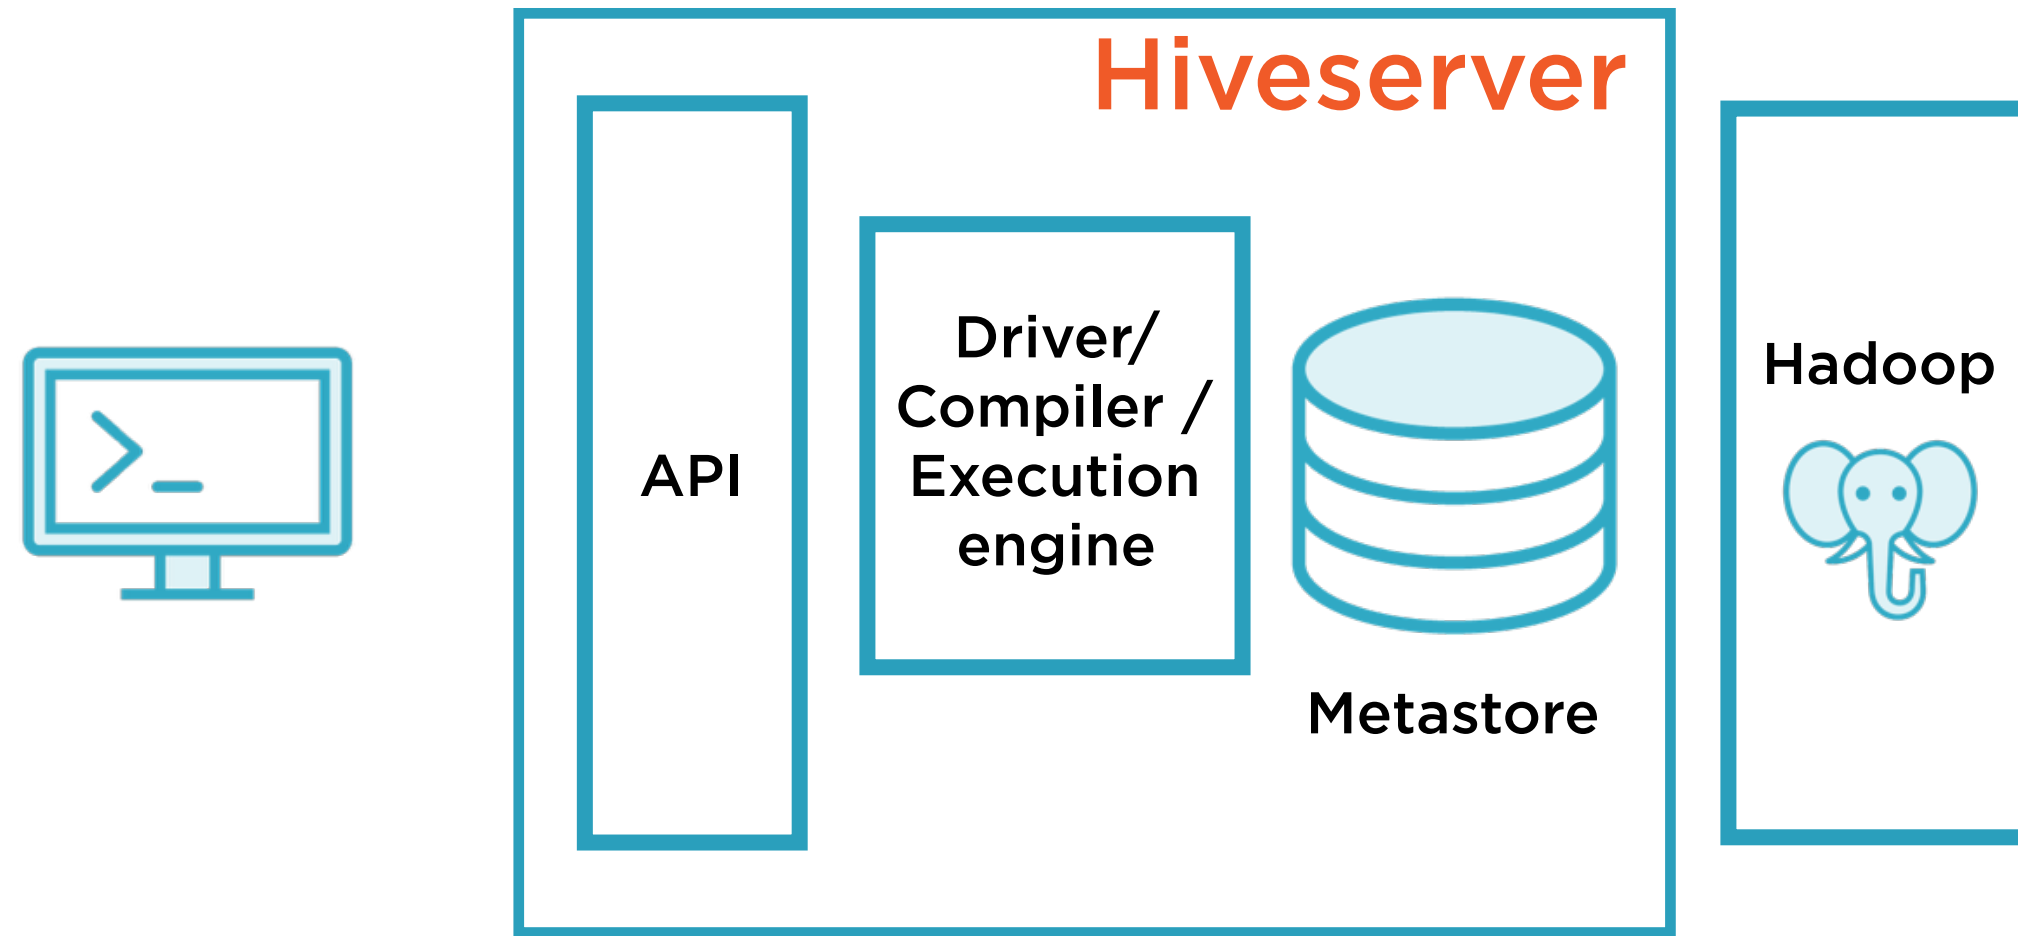 Hiveserver
API
Driver/
Compiler /
Execution
engine
Metastore
Hadoop
>_